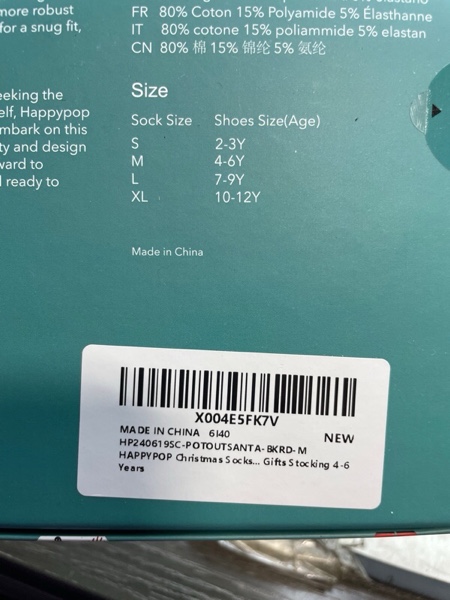 more robust
for a snug fit,
FR 80% Coton 15% Polyamide 5% Élasthanne
IT 80% cotone 15% poliammide 5% elastan
CN 80% 棉 15% 锦纶 5% 氨纶
eeking the
elf, Happypop
mbark on this
ty and design
ward to
l ready to
Size
Sock Size Shoes Size(Age)
S 2-3Y
M 4-6Y
L 7-9Y
XL 10-12Y
Made in China
X004E5FK7V
MADE IN CHINA 6I40 NEW
HP240619SC-POTOUTSANTA-BKRD-M
HAPPYPOP Christmas Socks... Gifts Stocking 4-6
Years